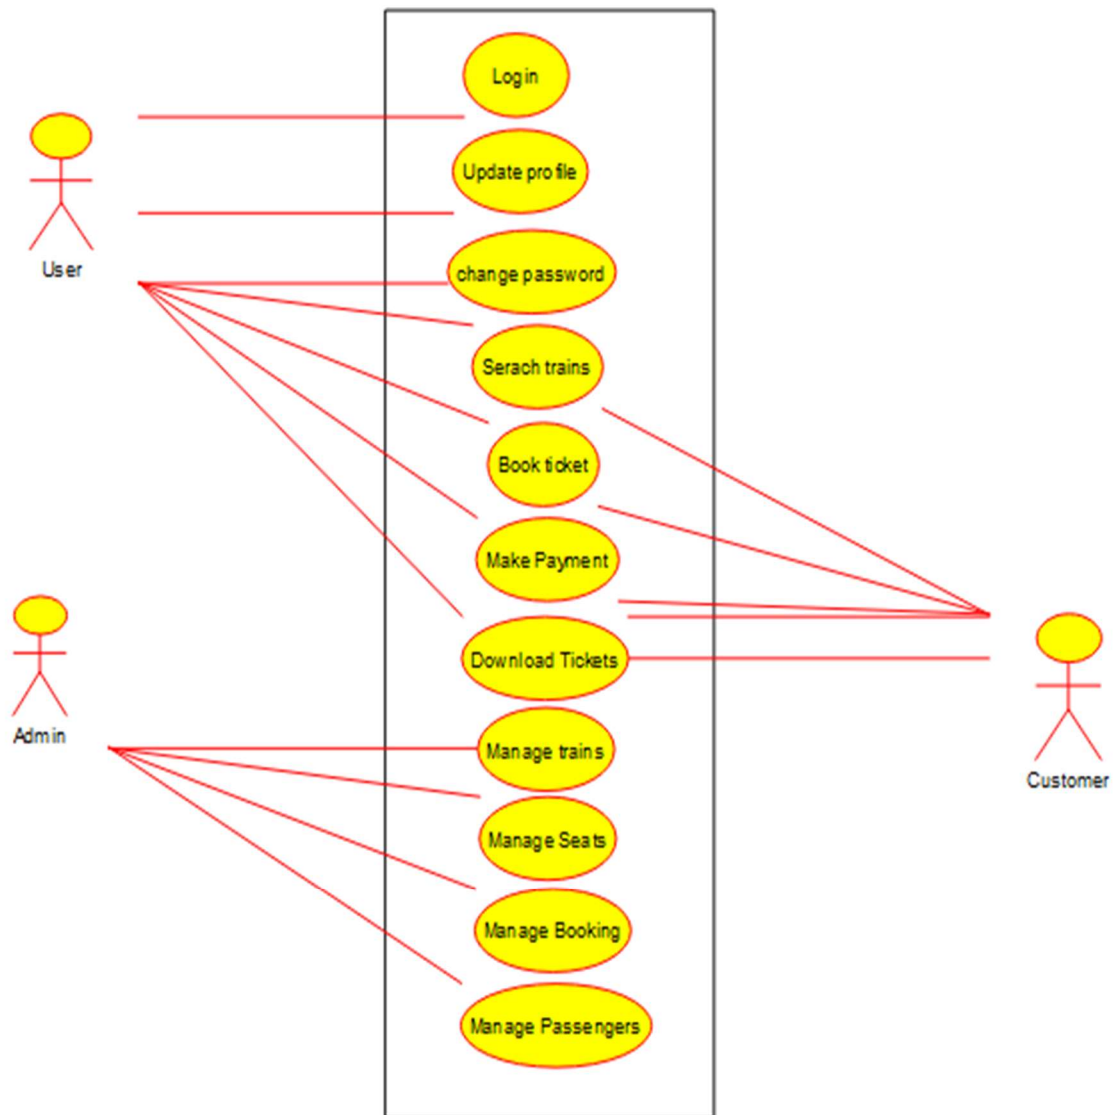 Login
Update profile
User
change password
Serach trains
Book ticket
Make Payment
Download Tickets
Admin
Manage trains
Customer
Manage Seats
Manage Booking
Manage Passengers